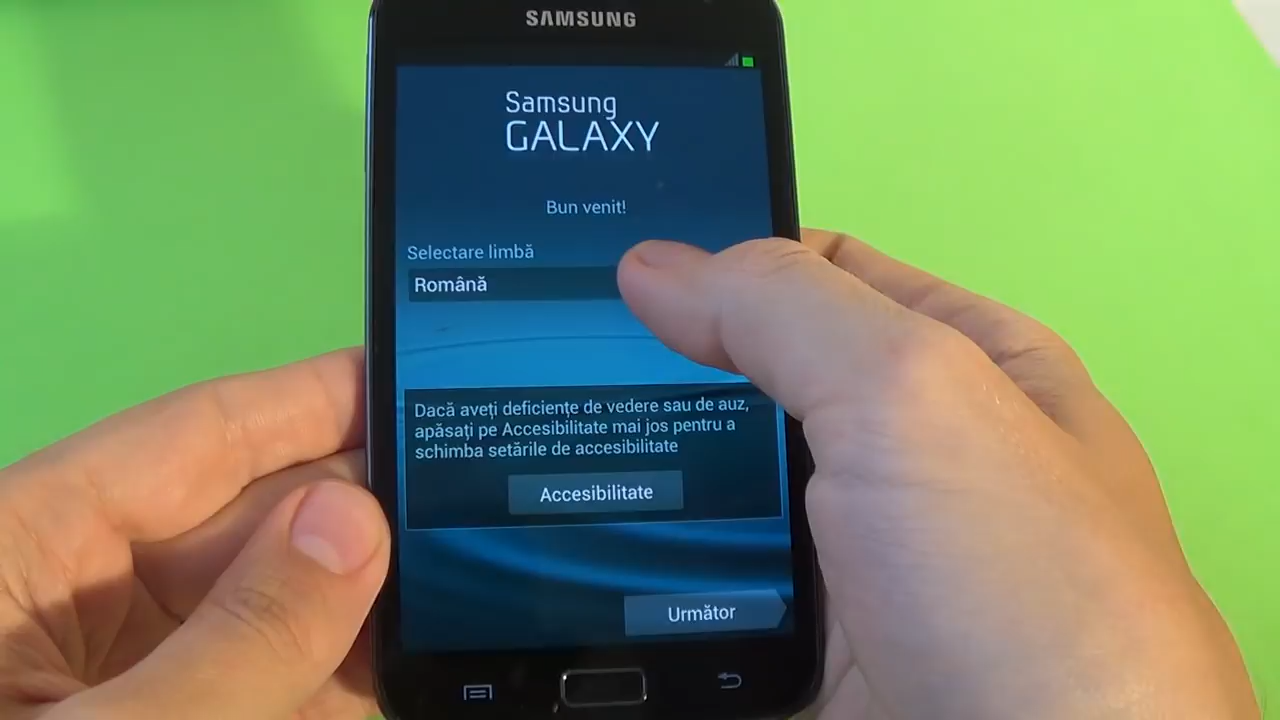 SAMSUNG
Samsung
GALAXY
Bun venit!
Selectare limbă
Română
Dacă aveți deficiențe de vedere sau de auz,
apăsați pe Accesibilitate mai jos pentru a
schimba setările de accesibilitate
Accesibilitate
Următor